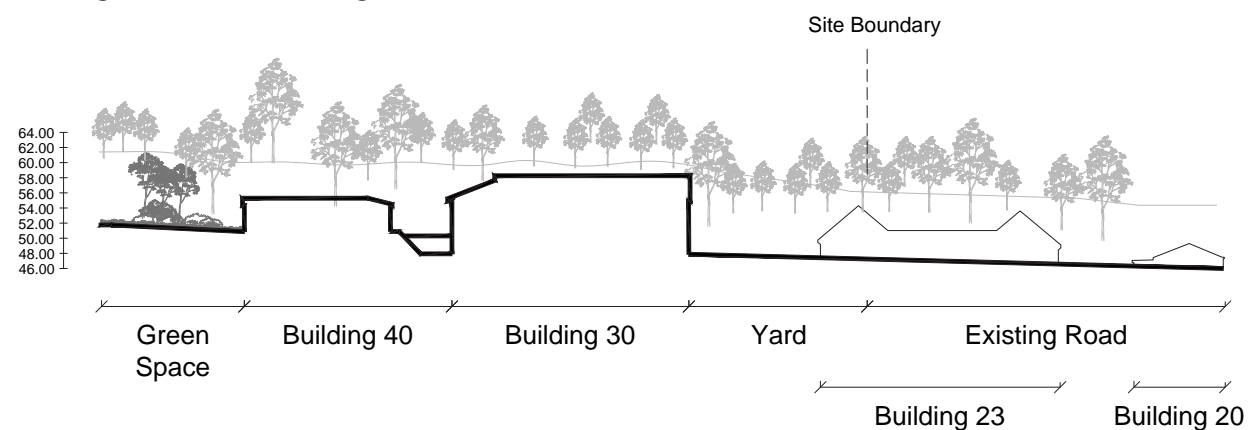 Site Boundary
64.00
62.00
60.00
58.00
56.00
54.00
52.00
50.00
48.00
46.00
Green
Space
Building 40
Building 30
Yard
Existing Road
Building 23
Building 20